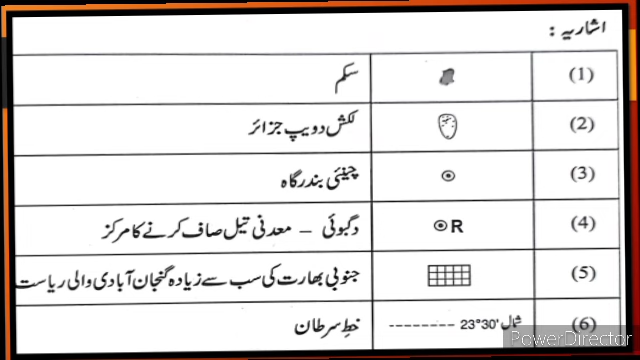 اشاریہ :
(1) سکم
(2) لکش دویپ جزائر
(3) چینئی بندرگاہ
(4) R دگبوئی – معدنی تیل صاف کرنے کا مرکز
(5) جنوبی بھارت کی سب سے زیادہ گنجان آبادی والی ریاست
(6) شمال 23°30' -------- خطِ سرطان
PowerDirector